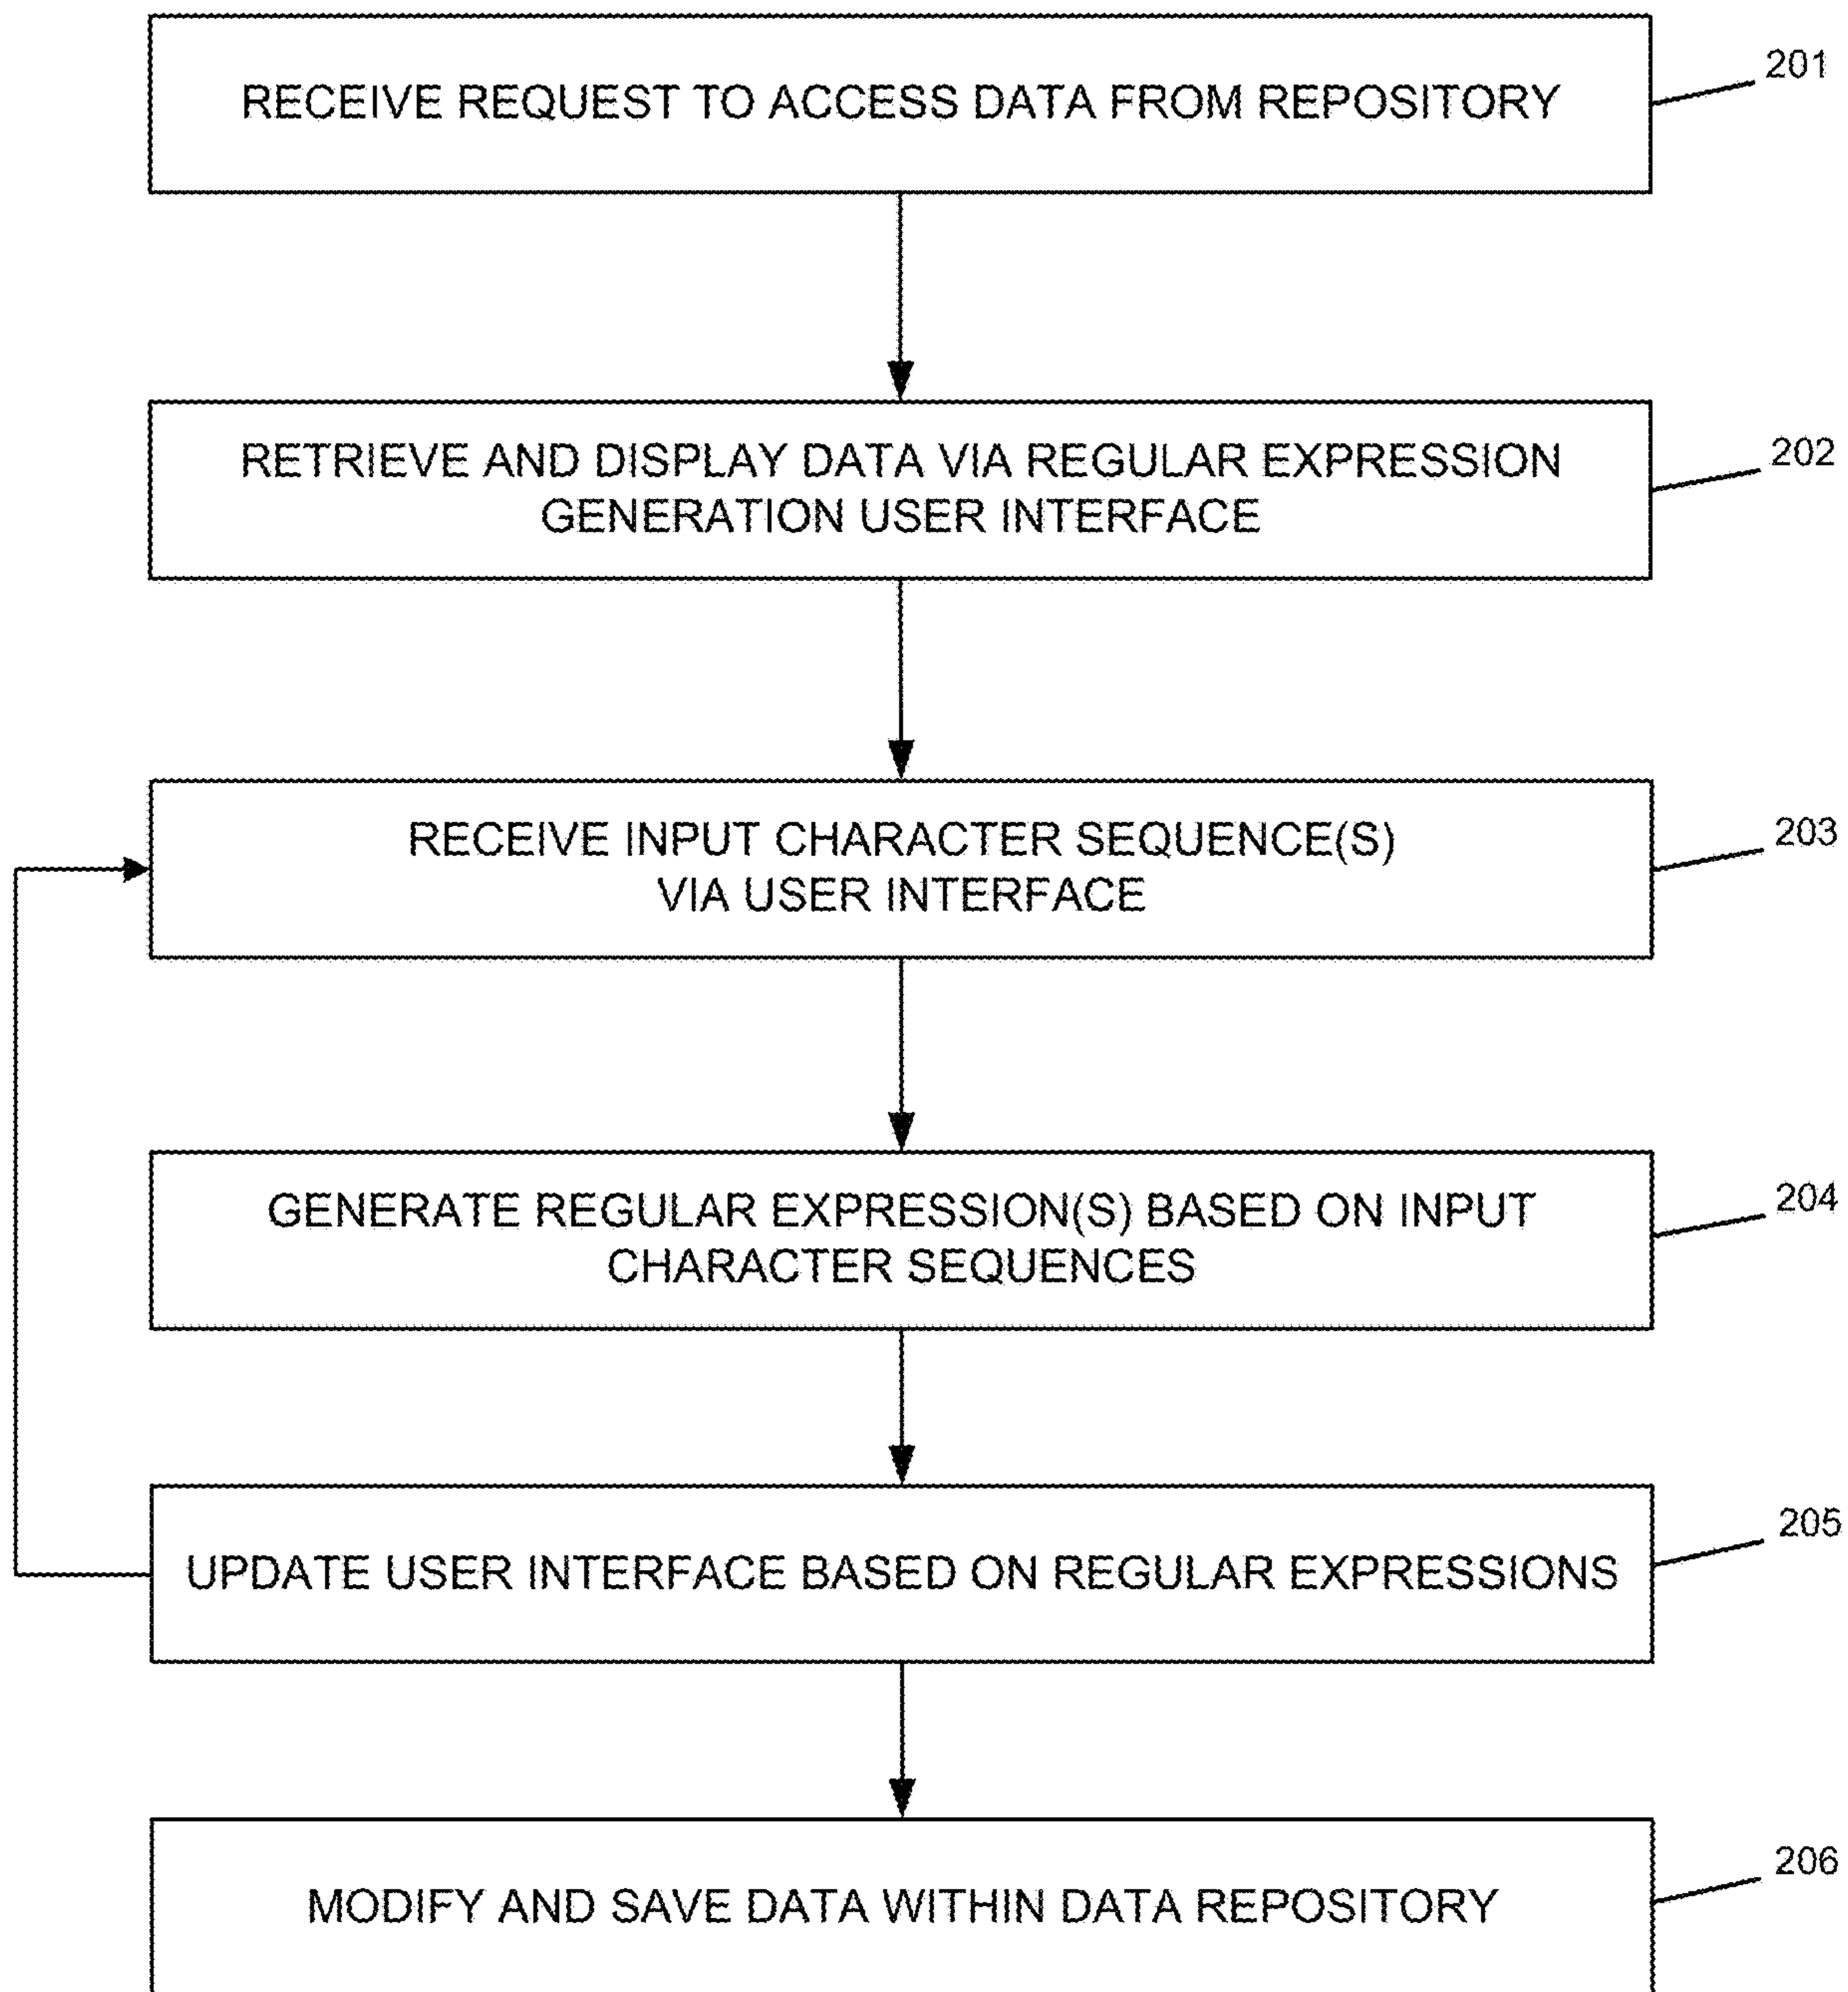 RECEIVE REQUEST TO ACCESS DATA FROM REPOSITORY
201
RETRIEVE AND DISPLAY DATA VIA REGULAR EXPRESSION
GENERATION USER INTERFACE
202
RECEIVE INPUT CHARACTER SEQUENCE(S)
VIA USER INTERFACE
203
GENERATE REGULAR EXPRESSION(S) BASED ON INPUT
CHARACTER SEQUENCES
204
UPDATE USER INTERFACE BASED ON REGULAR EXPRESSIONS
205
MODIFY AND SAVE DATA WITHIN DATA REPOSITORY
206